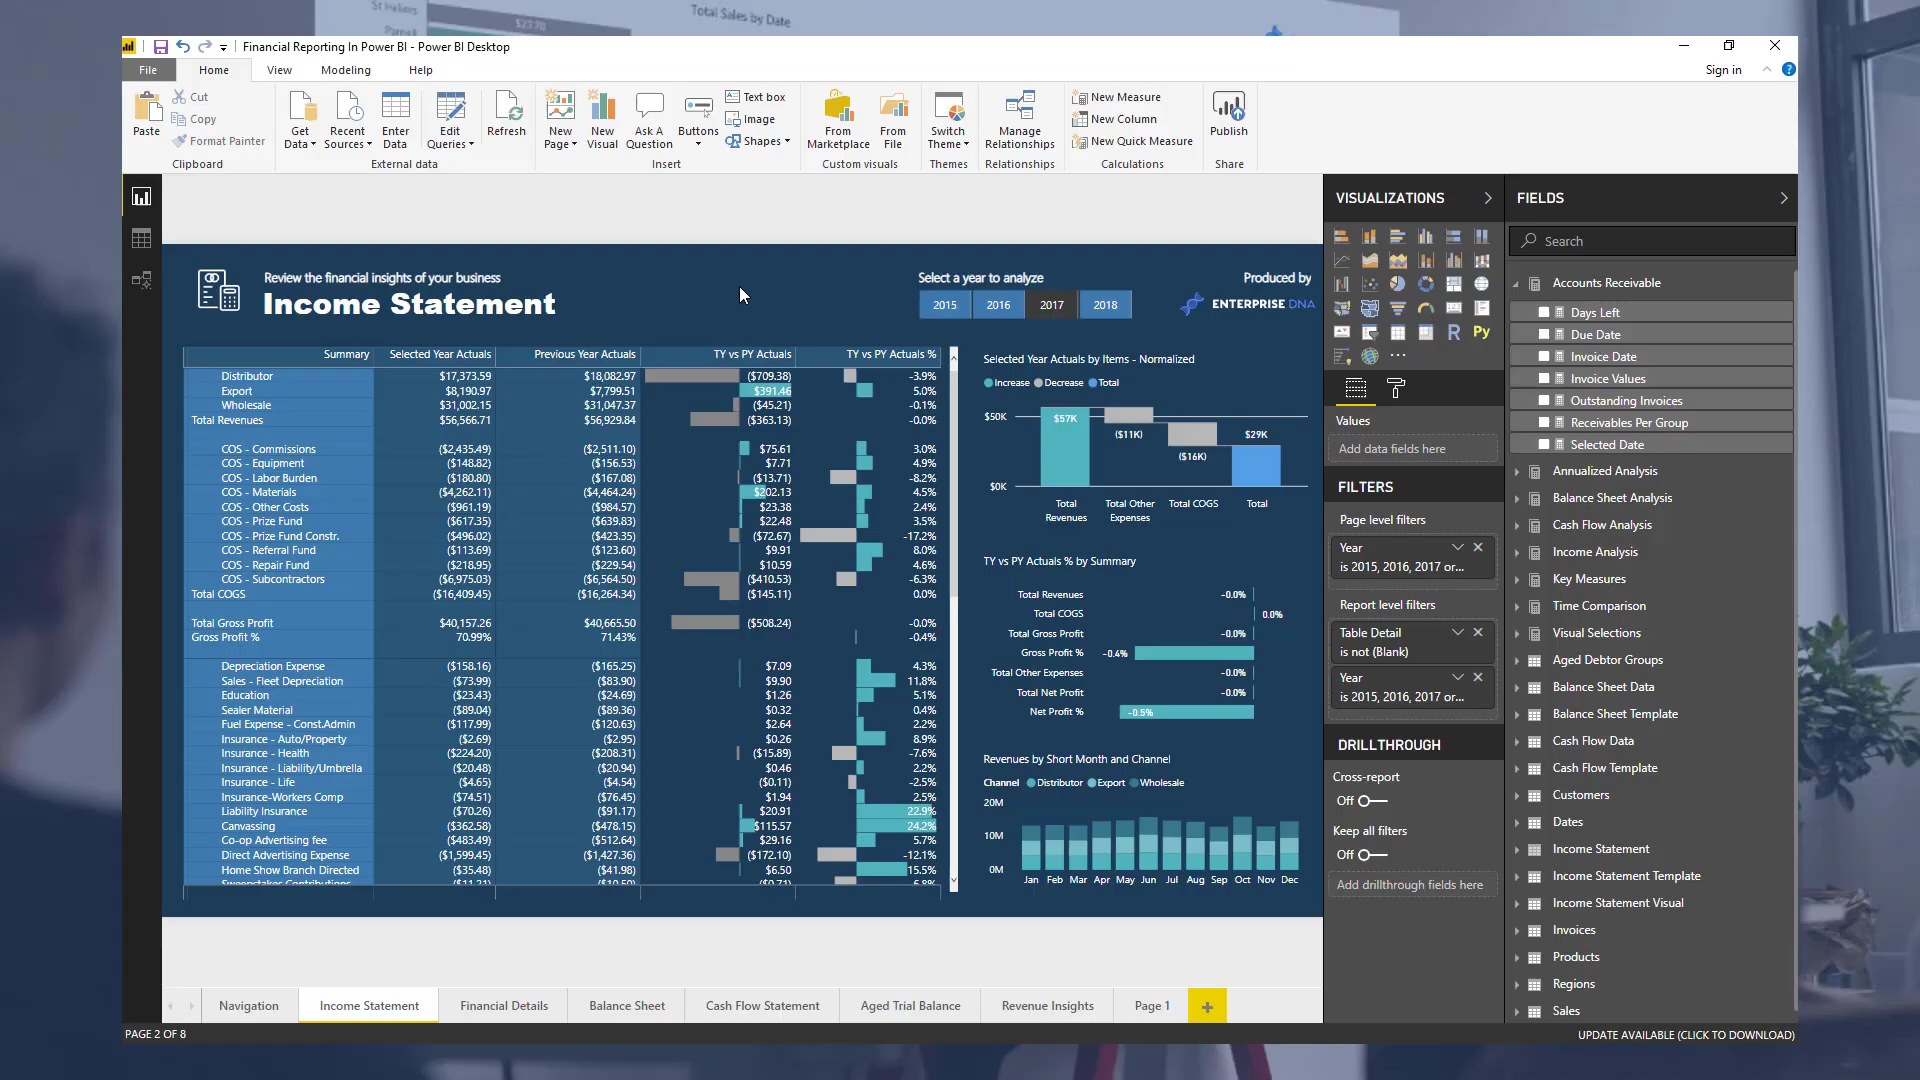 St Heliers
$22.70
Total Sales by Date
Financial Reporting In Power BI - Power BI Desktop
File
Home
View
Modeling
Help
Sign in
Paste
Cut
Copy
Format Painter
Clipboard
Get Data
Recent Sources
Enter Data
Edit Queries
Refresh
External data
New Page
New Visual
Ask A Question
Buttons
Text box
Image
Shapes
Insert
From Marketplace
From File
Custom visuals
Switch Theme
Themes
Manage Relationships
Relationships
New Measure
New Column
New Quick Measure
Calculations
Publish
Share
Review the financial insights of your business
Income Statement
Select a year to analyze
2015 2016 2017 2018
Produced by
ENTERPRISE DNA
Summary Selected Year Actuals Previous Year Actuals TY vs PY Actuals TY vs PY Actuals %
Distributor $17,373.59 $18,082.97 ($709.38) -3.9%
Export $8,190.97 $7,799.51 $391.46 5.0%
Wholesale $31,002.15 $31,047.37 ($45.21) -0.1%
Total Revenues $56,566.71 $56,929.84 ($363.13) -0.0%
COS - Commissions ($2,435.49) ($2,511.10) $75.61 3.0%
COS - Equipment ($148.82) ($156.53) $7.71 4.9%
COS - Labor Burden ($180.80) ($167.08) ($13.71) -8.2%
COS - Materials ($4,262.11) ($4,464.24) $202.13 4.5%
COS - Other Costs ($961.19) ($984.57) $23.38 2.4%
COS - Prize Fund ($617.35) ($639.83) $22.48 3.5%
COS - Prize Fund Constr. ($496.02) ($423.35) ($72.67) -17.2%
COS - Referral Fund ($113.69) ($123.60) $9.91 8.0%
COS - Repair Fund ($218.95) ($229.54) $10.59 4.6%
COS - Subcontractors ($6,975.03) ($6,564.50) ($410.53) -6.3%
Total COGS ($16,409.45) ($16,264.34) ($145.11) 0.0%
Total Gross Profit $40,157.26 $40,665.50 ($508.24) -0.0%
Gross Profit % 70.99% 71.43% -0.4%
Depreciation Expense ($158.16) ($165.25) $7.09 4.3%
Sales - Fleet Depreciation ($73.99) ($83.90) $9.90 11.8%
Education ($23.43) ($24.69) $1.26 5.1%
Sealer Material ($89.04) ($89.36) $0.32 0.4%
Fuel Expense - Const.Admin ($117.99) ($120.63) $2.64 2.2%
Insurance - Auto/Property ($2.69) ($2.95) $0.26 8.9%
Insurance - Health ($224.20) ($208.31) ($15.89) -7.6%
Insurance - Liability/Umbrella ($20.48) ($20.94) $0.46 2.2%
Insurance - Life ($4.65) ($4.54) ($0.11) -2.5%
Insurance-Workers Comp ($74.51) ($76.45) $1.94 2.5%
Liability Insurance ($70.26) ($91.17) $20.91 22.9%
Canvassing ($362.58) ($478.15) $115.57 24.2%
Co-op Advertising fee ($483.49) ($512.64) $29.16 5.7%
Direct Advertising Expense ($1,599.45) ($1,427.36) ($172.10) -12.1%
Home Show Branch Directed ($35.48) ($41.98) $6.50 15.5%
Sweepstakes Contributions ($11.21) ($10.50) ($0.71) 6.8%
Selected Year Actuals by Items - Normalized
Increase Decrease Total
$50K
$0K
$57K
($11K)
($16K)
$29K
Total Revenues
Total Other Expenses
Total COGS
Total
TY vs PY Actuals % by Summary
Total Revenues -0.0%
Total COGS 0.0%
Total Gross Profit -0.0%
Gross Profit % -0.4%
Total Other Expenses -0.0%
Total Net Profit -0.0%
Net Profit % -0.5%
Revenues by Short Month and Channel
Channel Distributor Export Wholesale
20M
10M
0M
Jan Feb Mar Apr May Jun Jul Aug Sep Oct Nov Dec
VISUALIZATIONS
R Py
Values
Add data fields here
FILTERS
Page level filters
Year
is 2015, 2016, 2017 or...
Report level filters
Table Detail
is not (Blank)
Year
is 2015, 2016, 2017 or...
DRILLTHROUGH
Cross-report
Off
Keep all filters
Off
Add drillthrough fields here
FIELDS
Search
Accounts Receivable
Days Left
Due Date
Invoice Date
Invoice Values
Outstanding Invoices
Receivables Per Group
Selected Date
Annualized Analysis
Balance Sheet Analysis
Cash Flow Analysis
Income Analysis
Key Measures
Time Comparison
Visual Selections
Aged Debtor Groups
Balance Sheet Data
Balance Sheet Template
Cash Flow Data
Cash Flow Template
Customers
Dates
Income Statement
Income Statement Template
Income Statement Visual
Invoices
Products
Regions
Sales
Navigation
Income Statement
Financial Details
Balance Sheet
Cash Flow Statement
Aged Trial Balance
Revenue Insights
Page 1
PAGE 2 OF 8
UPDATE AVAILABLE (CLICK TO DOWNLOAD)